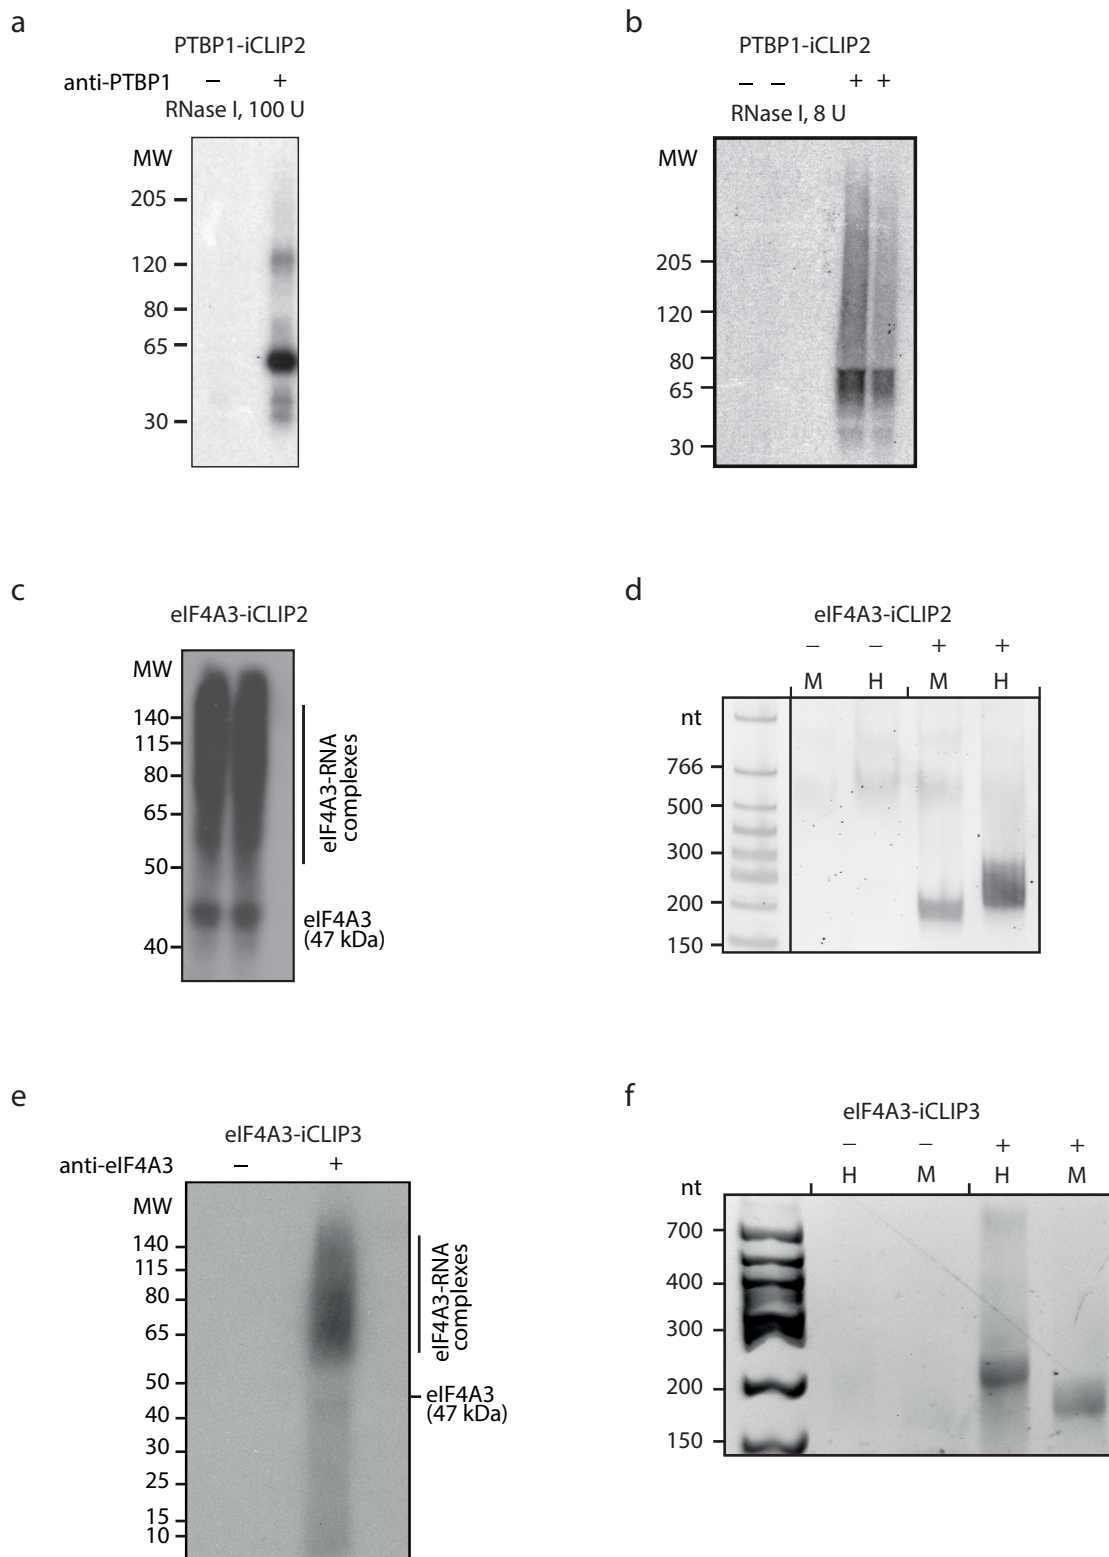 a
PTBP1-iCLIP2
anti-PTBP1 – +
RNase I, 100 U
MW
205
120
80
65
30
b
PTBP1-iCLIP2
– – + +
RNase I, 8 U
MW
205
120
80
65
30
c
eIF4A3-iCLIP2
MW
140
115
80
65
50
40
eIF4A3-RNA
complexes
eIF4A3
(47 kDa)
d
eIF4A3-iCLIP2
– – + +
M H M H
nt
766
500
300
200
150
e
eIF4A3-iCLIP3
anti-eIF4A3 – +
MW
140
115
80
65
50
40
30
25
15
10
eIF4A3-RNA
complexes
eIF4A3
(47 kDa)
f
eIF4A3-iCLIP3
– – + +
H M H M
nt
700
400
300
200
150